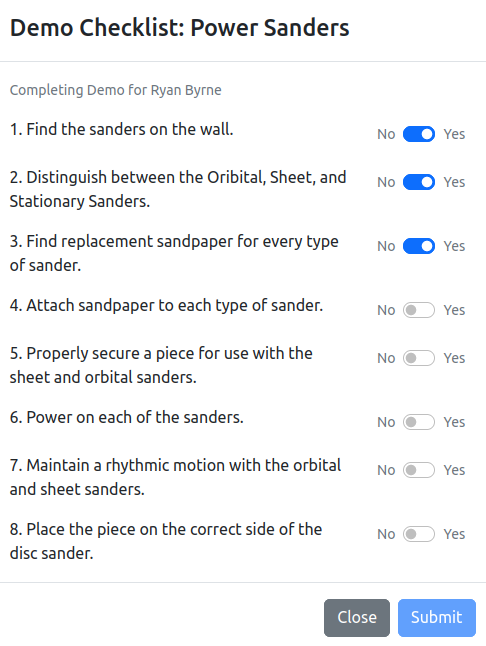 Demo Checklist: Power Sanders
Completing Demo for Ryan Byrne
1. Find the sanders on the wall.
No Yes
2. Distinguish between the Oribital, Sheet, and
Stationary Sanders.
No Yes
3. Find replacement sandpaper for every type
of sander.
No Yes
4. Attach sandpaper to each type of sander.
No Yes
5. Properly secure a piece for use with the
sheet and orbital sanders.
No Yes
6. Power on each of the sanders.
No Yes
7. Maintain a rhythmic motion with the orbital
and sheet sanders.
No Yes
8. Place the piece on the correct side of the
disc sander.
No Yes
Close Submit